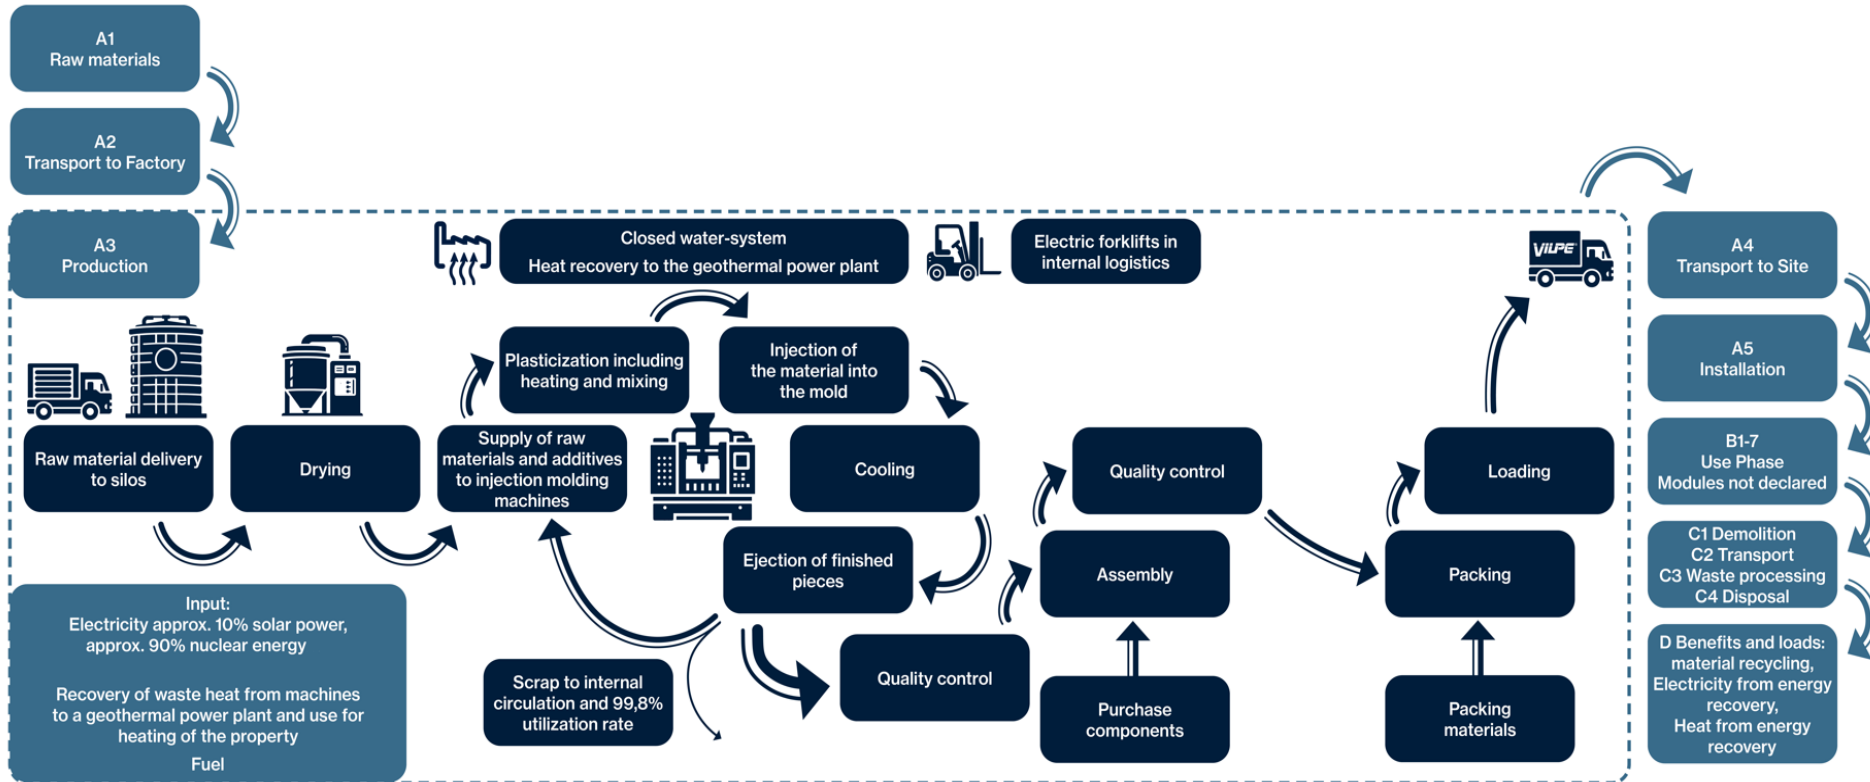 A1
Raw materials
A2
Transport to Factory
A3
Production
Closed water-system
Heat recovery to the geothermal power plant
Electric forklifts in
internal logistics
VILPE
A4
Transport to Site
Plasticization including
heating and mixing
Injection of
the material into
the mold
A5
Installation
Raw material delivery
to silos
Drying
Supply of raw
materials and additives
to injection molding
machines
Cooling
Quality control
Loading
B1-7
Use Phase
Modules not declared
Ejection of finished
pieces
Assembly
Packing
C1 Demolition
C2 Transport
C3 Waste processing
C4 Disposal
Input:
Electricity approx. 10% solar power,
approx. 90% nuclear energy
Recovery of waste heat from machines
to a geothermal power plant and use for
heating of the property
Fuel
Scrap to internal
circulation and 99,8%
utilization rate
Quality control
Purchase
components
Packing
materials
D Benefits and loads:
material recycling,
Electricity from energy
recovery,
Heat from energy
recovery